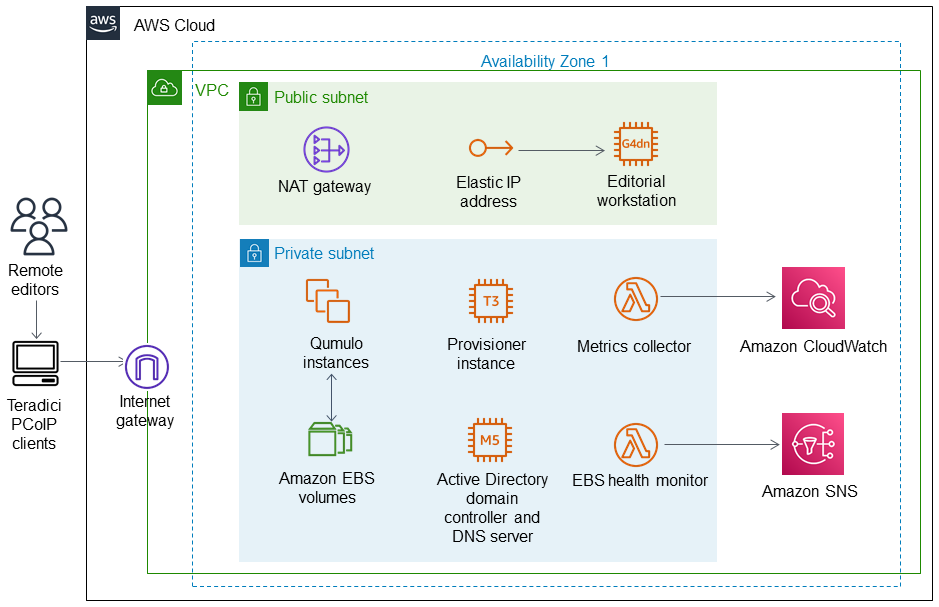 aws
AWS Cloud
Availability Zone 1
VPC
Public subnet
NAT gateway
Elastic IP
address
G4dn
Editorial
workstation
Private subnet
Remote
editors
Teradici
PCoIP
clients
Internet
gateway
Qumulo
instances
T3
Provisioner
instance
Metrics collector
Amazon CloudWatch
Amazon EBS
volumes
M5
Active Directory
domain
controller and
DNS server
EBS health monitor
Amazon SNS